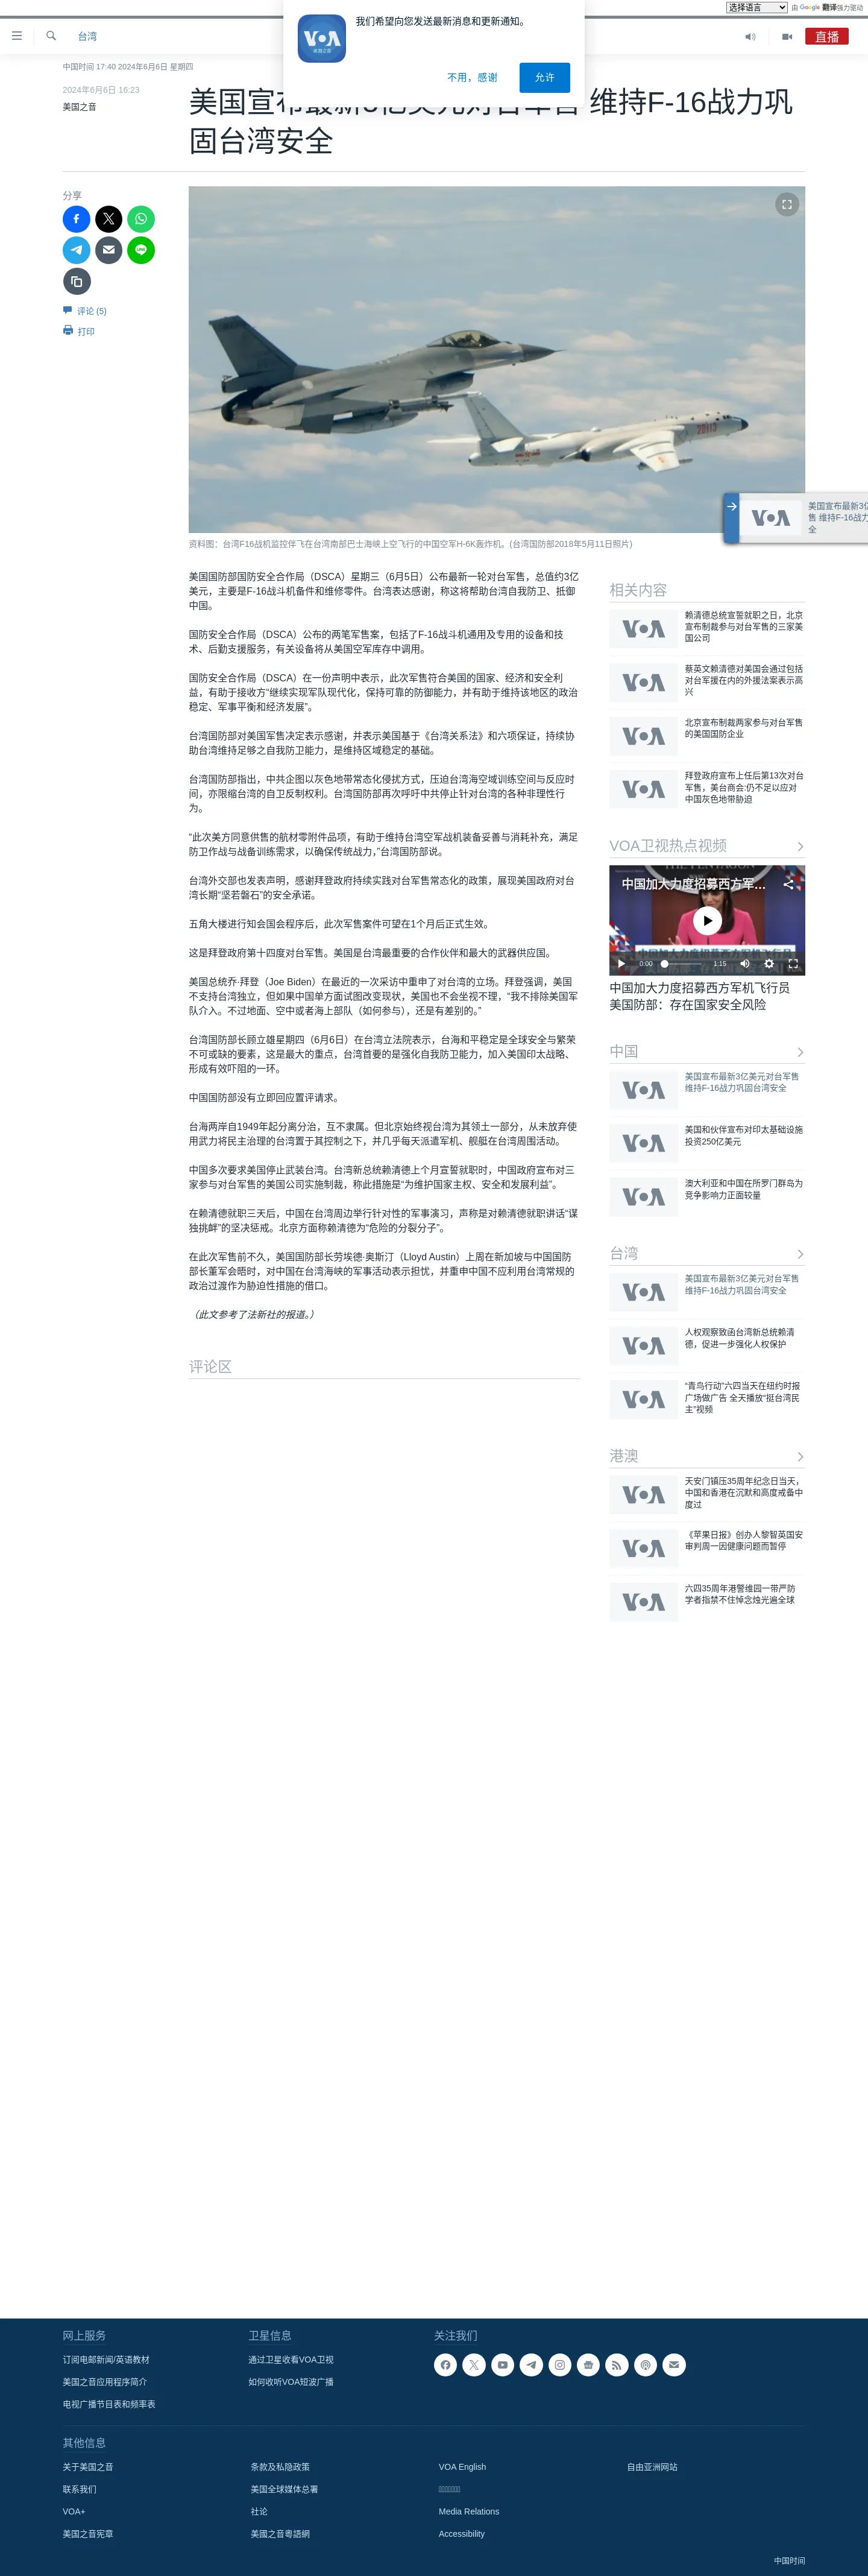 选择语言 由 Google 翻译强力驱动
我们希望向您发送最新消息和更新通知。
不用，感谢
允许
台湾
直播
中国时间 17:40 2024年6月6日 星期四
2024年6月6日 16:23
美国之音
美国宣布最新3亿美元对台军售 维持F-16战力巩
固台湾安全
分享
评论 (5)
打印
资料图：台湾F16战机监控伴飞在台湾南部巴士海峡上空飞行的中国空军H-6K轰炸机。(台湾国防部2018年5月11日照片)
VOA
美国宣布最新3亿
售 维持F-16战力
全
美国国防部国防安全合作局（DSCA）星期三（6月5日）公布最新一轮对台军售，总值约3亿
美元，主要是F-16战斗机备件和维修零件。台湾表达感谢，称这将帮助台湾自我防卫、抵御
中国。
国防安全合作局（DSCA）公布的两笔军售案，包括了F-16战斗机通用及专用的设备和技
术、后勤支援服务，有关设备将从美国空军库存中调用。
国防安全合作局（DSCA）在一份声明中表示，此次军售符合美国的国家、经济和安全利
益，有助于接收方“继续实现军队现代化，保持可靠的防御能力，并有助于维持该地区的政治
稳定、军事平衡和经济发展”。
台湾国防部对美国军售决定表示感谢，并表示美国基于《台湾关系法》和六项保证，持续协
助台湾维持足够之自我防卫能力，是维持区域稳定的基础。
台湾国防部指出，中共企图以灰色地带常态化侵扰方式，压迫台湾海空域训练空间与反应时
间，亦限缩台湾的自卫反制权利。台湾国防部再次呼吁中共停止针对台湾的各种非理性行
为。
“此次美方同意供售的航材零附件品项，有助于维持台湾空军战机装备妥善与消耗补充，满足
防卫作战与战备训练需求，以确保传统战力，”台湾国防部说。
台湾外交部也发表声明，感谢拜登政府持续实践对台军售常态化的政策，展现美国政府对台
湾长期“坚若磐石”的安全承诺。
五角大楼进行知会国会程序后，此次军售案件可望在1个月后正式生效。
这是拜登政府第十四度对台军售。美国是台湾最重要的合作伙伴和最大的武器供应国。
美国总统乔·拜登（Joe Biden）在最近的一次采访中重申了对台湾的立场。拜登强调，美国
不支持台湾独立，但如果中国单方面试图改变现状，美国也不会坐视不理，“我不排除美国军
队介入。不过地面、空中或者海上部队（如何参与），还是有差别的。”
台湾国防部长顾立雄星期四（6月6日）在台湾立法院表示，台海和平稳定是全球安全与繁荣
不可或缺的要素，这是最大的重点，台湾首要的是强化自我防卫能力，加入美国印太战略、
形成有效吓阻的一环。
中国国防部没有立即回应置评请求。
台海两岸自1949年起分离分治，互不隶属。但北京始终视台湾为其领土一部分，从未放弃使
用武力将民主治理的台湾置于其控制之下，并几乎每天派遣军机、舰艇在台湾周围活动。
中国多次要求美国停止武装台湾。台湾新总统赖清德上个月宣誓就职时，中国政府宣布对三
家参与对台军售的美国公司实施制裁，称此措施是“为维护国家主权、安全和发展利益”。
在赖清德就职三天后，中国在台湾周边举行针对性的军事演习，声称是对赖清德就职讲话“谋
独挑衅”的坚决惩戒。北京方面称赖清德为“危险的分裂分子”。
在此次军售前不久，美国国防部长劳埃德·奥斯汀（Lloyd Austin）上周在新加坡与中国国防
部长董军会晤时，对中国在台湾海峡的军事活动表示担忧，并重申中国不应利用台湾常规的
政治过渡作为胁迫性措施的借口。
（此文参考了法新社的报道。）
评论区
相关内容
VOA
赖清德总统宣誓就职之日，北京
宣布制裁参与对台军售的三家美
国公司
VOA
蔡英文赖清德对美国会通过包括
对台军援在内的外援法案表示高
兴
VOA
北京宣布制裁两家参与对台军售
的美国国防企业
VOA
拜登政府宣布上任后第13次对台
军售，美台商会:仍不足以应对
中国灰色地带胁迫
VOA卫视热点视频
中国加大力度招募西方军…
0:00
1:15
中国加大力度招募西方军机飞行员
美国防部：存在国家安全风险
中国
VOA
美国宣布最新3亿美元对台军售
维持F-16战力巩固台湾安全
VOA
美国和伙伴宣布对印太基础设施
投资250亿美元
VOA
澳大利亚和中国在所罗门群岛为
竞争影响力正面较量
台湾
VOA
美国宣布最新3亿美元对台军售
维持F-16战力巩固台湾安全
VOA
人权观察致函台湾新总统赖清
德，促进一步强化人权保护
VOA
“青鸟行动”六四当天在纽约时报
广场做广告 全天播放“挺台湾民
主”视频
港澳
VOA
天安门镇压35周年纪念日当天，
中国和香港在沉默和高度戒备中
度过
VOA
《苹果日报》创办人黎智英国安
审判周一因健康问题而暂停
VOA
六四35周年港警维园一带严防
学者指禁不住悼念烛光遍全球
网上服务
订阅电邮新闻/英语教材
美国之音应用程序简介
电视广播节目表和频率表
卫星信息
通过卫星收看VOA卫视
如何收听VOA短波广播
关注我们
其他信息
关于美国之音
联系我们
VOA+
美国之音宪章
条款及私隐政策
美国全球媒体总署
社论
美國之音粵語網
VOA English
Media Relations
Accessibility
自由亚洲网站
中国时间